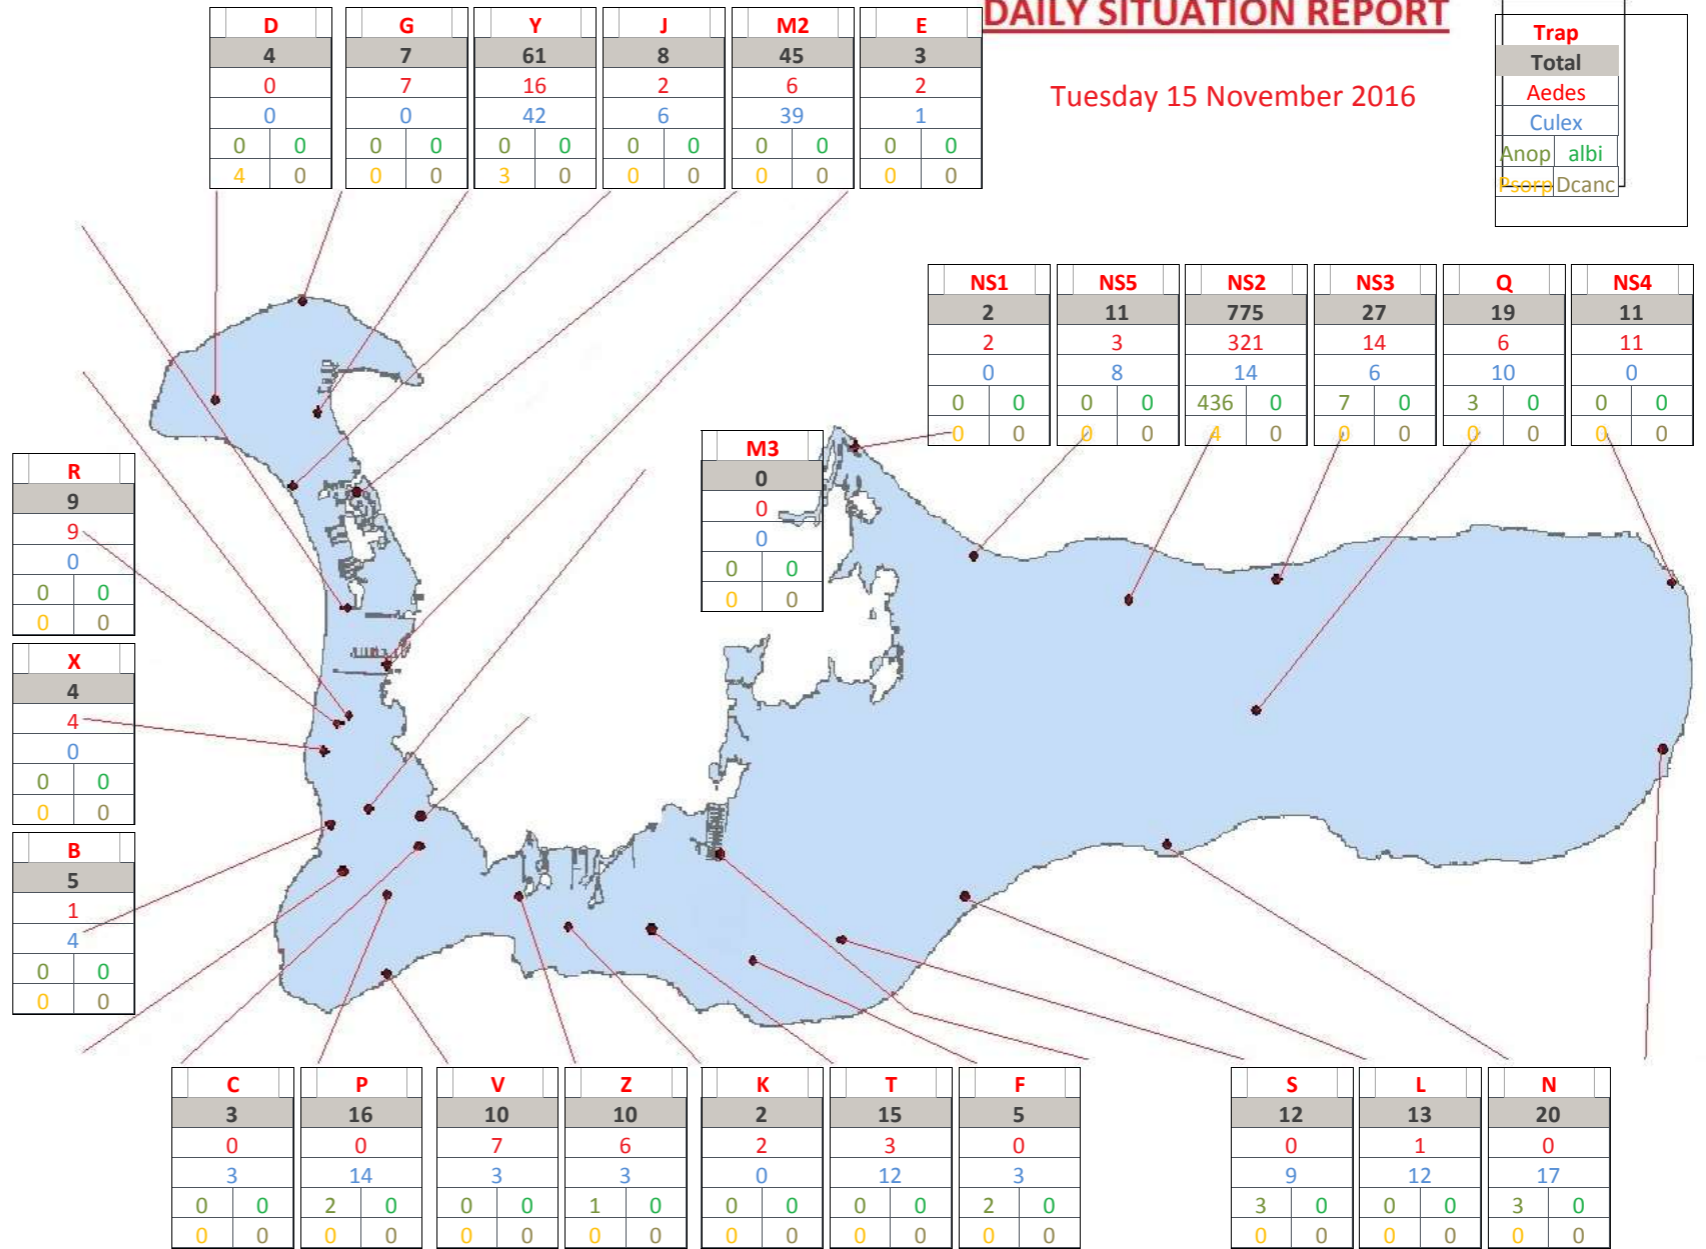 DAILY SITUATION REPORT
Tuesday 15 November 2016
Trap
Total
Aedes
Culex
Anop albi
Psorp Dcanc
D G Y J M2 E
4 7 61 8 45 3
0 7 16 2 6 2
0 0 42 6 39 1
0 0 0 0 0 0 0 0 0 0 0 0
4 0 0 0 3 0 0 0 0 0 0 0
NS1 NS5 NS2 NS3 Q NS4
2 11 775 27 19 11
2 3 321 14 6 11
0 8 14 6 10 0
0 0 0 0 436 0 7 0 3 0 0 0
0 0 0 0 4 0 0 0 0 0 0 0
M3
0
0
0
0 0
0 0
R
9
9
0
0 0
0 0
X
4
4
0
0 0
0 0
B
5
1
4
0 0
0 0
C P V Z K T F S L N
3 16 10 10 2 15 5 12 13 20
0 0 7 6 2 3 0 0 1 0
3 14 3 3 0 12 3 9 12 17
0 0 2 0 0 0 1 0 0 0 0 0 2 0 3 0 0 0 3 0
0 0 0 0 0 0 0 0 0 0 0 0 0 0 0 0 0 0 0 0